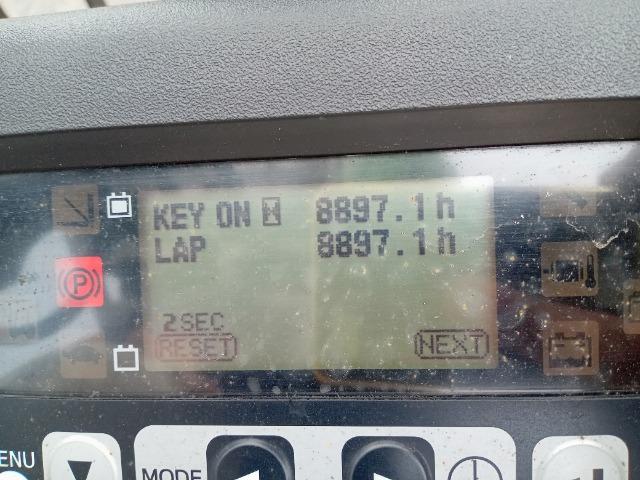 KEY ON 8897.1h
LAP 8897.1h
2SEC
RESET NEXT
P
ENU
MODE